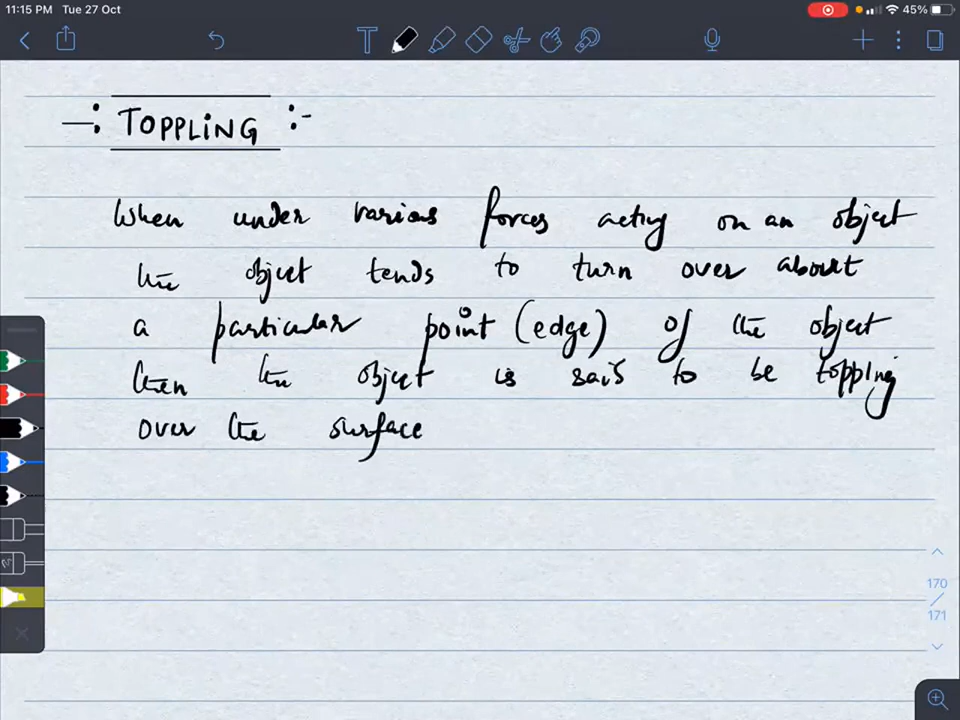 11:15 PM Tue 27 Oct 45%
TOPPLING :-
When under various forces acting on an object
the object tends to turn over about
a particular point (edge) of the object
then the object is said to be topping
over the surface
170
/
171